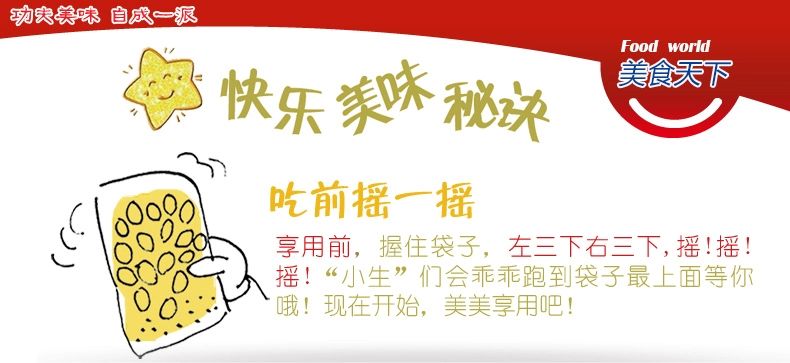 功夫美味 自成一派
Food world
美食天下
快乐美味秘诀
吃前摇一摇
享用前，握住袋子，左三下右三下,摇!摇!
摇!“小生”们会乖乖跑到袋子最上面等你
哦! 现在开始，美美享用吧!